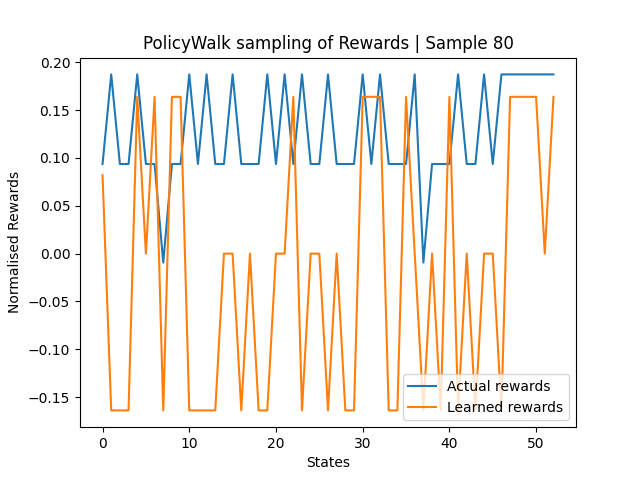 PolicyWalk sampling of Rewards | Sample 80
Normalised Rewards
0.20
0.15
0.10
0.05
0.00
−0.05
−0.10
−0.15
Actual rewards
Learned rewards
0 10 20 30 40 50
States